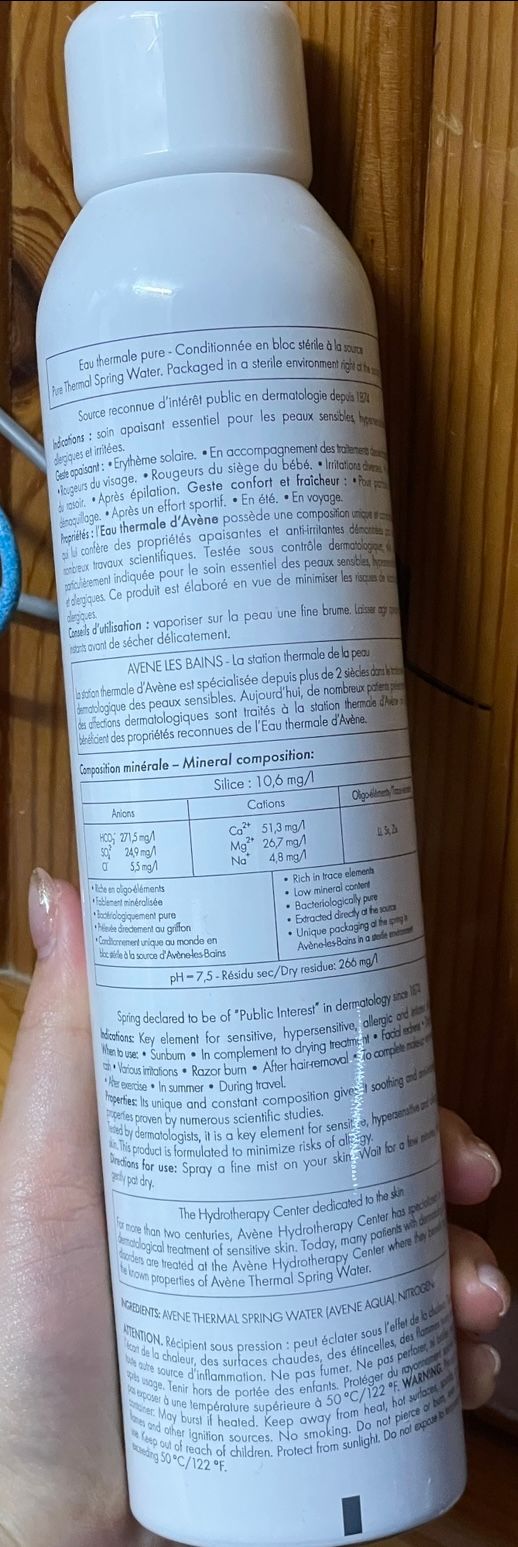 Eau thermale pure - Conditionnée en bloc stérile à la source
Pure Thermal Spring Water. Packaged in a sterile environment right at the
Source reconnue d'intérêt public en dermatologie depuis 1874
Indications : soin apaisant essentiel pour les peaux sensibles,
allergiques et irritées.
Geste apaisant : • Erythème solaire. • En accompagnement des traitements
• Rougeurs du visage. • Rougeurs du siège du bébé. • Irritations diverses.
du rasoir. • Après épilation. Geste confort et fraîcheur : • Pour
démaquillage. • Après un effort sportif. • En été. • En voyage.
Propriétés : l'Eau thermale d'Avène possède une composition unique
qui lui confère des propriétés apaisantes et anti-irritantes démontrées
nombreux travaux scientifiques. Testée sous contrôle dermatologique,
particulièrement indiquée pour le soin essentiel des peaux sensibles,
et allergiques. Ce produit est élaboré en vue de minimiser les risques
allergiques.
Conseils d'utilisation : vaporiser sur la peau une fine brume. Laisser agir
instants avant de sécher délicatement.
AVENE LES BAINS - La station thermale de la peau
La station thermale d'Avène est spécialisée depuis plus de 2 siècles dans le
dermatologique des peaux sensibles. Aujourd'hui, de nombreux patients
des affections dermatologiques sont traités à la station thermale d'Avène
bénéficient des propriétés reconnues de l'Eau thermale d'Avène.
Composition minérale – Mineral composition:
Silice : 10,6 mg/l
Anions Cations Oligo-éléments/
HCO₃⁻ 271,5 mg/l Ca²⁺ 51,3 mg/l
SO₄²⁻ 24,9 mg/l Mg²⁺ 26,7 mg/l
Cl⁻ 5,5 mg/l Na⁺ 4,8 mg/l
Li, Sr, Zn
• Riche en oligo-éléments
• Faiblement minéralisée
• Bactériologiquement pure
• Prélevée directement au griffon
• Conditionnement unique au monde en
bloc stérile à la source d'Avène-les-Bains
• Rich in trace elements
• Low mineral content
• Bacteriologically pure
• Extracted directly at the source
• Unique packaging at the spring in
Avène-les-Bains in a sterile environment
pH = 7,5 - Résidu sec/Dry residue: 266 mg/l
Spring declared to be of "Public Interest" in dermatology since 1874
Indications: Key element for sensitive, hypersensitive, allergic and irritated
When to use: • Sunburn • In complement to drying treatment • Facial redness •
rash • Various irritations • Razor burn • After hair-removal • To complete
• After exercise • In summer • During travel.
Properties: Its unique and constant composition gives it soothing and
properties proven by numerous scientific studies.
Tested by dermatologists, it is a key element for sensitive, hypersensitive and
skin. This product is formulated to minimize risks of allergy.
Directions for use: Spray a fine mist on your skin. Wait for a few
gently pat dry.
The Hydrotherapy Center dedicated to the skin
For more than two centuries, Avène Hydrotherapy Center has specialized
dermatological treatment of sensitive skin. Today, many patients with
disorders are treated at the Avène Hydrotherapy Center where they
the known properties of Avène Thermal Spring Water.
INGREDIENTS: AVENE THERMAL SPRING WATER (AVENE AQUA), NITROGEN
ATTENTION. Récipient sous pression : peut éclater sous l'effet de la chaleur.
l'écart de la chaleur, des surfaces chaudes, des étincelles, des flammes
toute autre source d'inflammation. Ne pas fumer. Ne pas perforer,
après usage. Tenir hors de portée des enfants. Protéger du rayonnement
pas exposer à une température supérieure à 50 °C/122 °F. WARNING.
container: May burst if heated. Keep away from heat, hot surfaces,
flames and other ignition sources. No smoking. Do not pierce or burn,
use. Keep out of reach of children. Protect from sunlight. Do not expose to
exceeding 50 °C/122 °F.